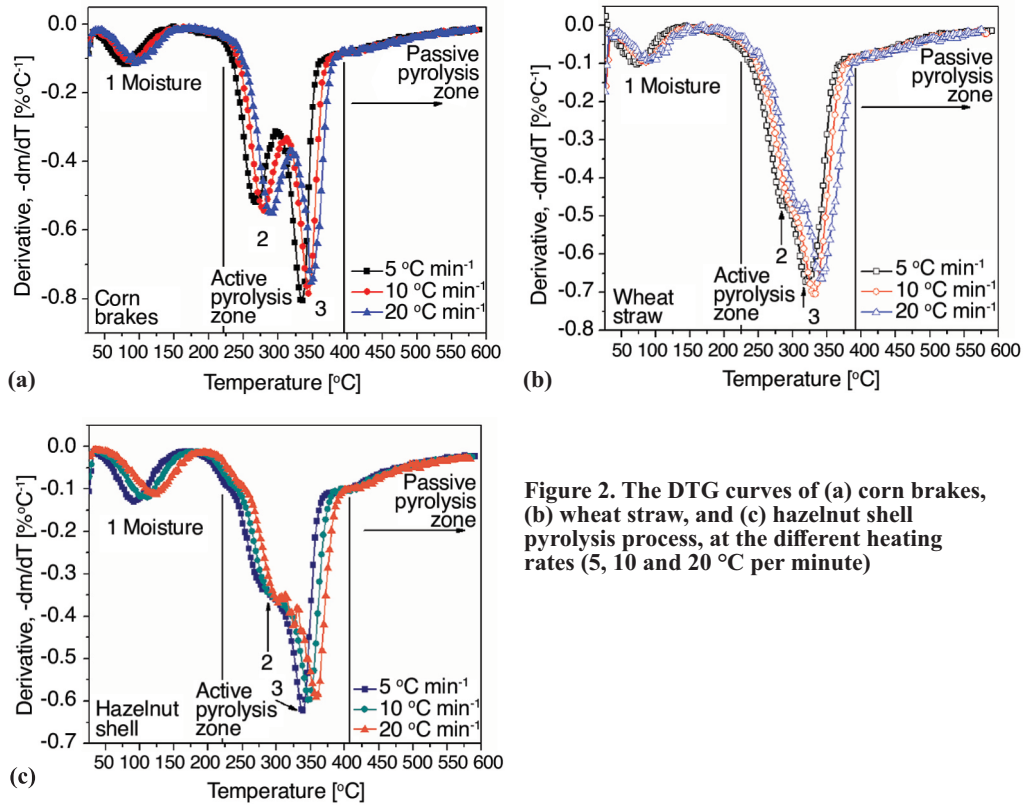 0.0
-0.2
-0.4
-0.6
-0.8
Derivative, -dm/dT [%°C⁻¹]
1 Moisture
Passive
pyrolysis
zone
2
Active
pyrolysis
zone
3
Corn
brakes
5 °C min⁻¹
10 °C min⁻¹
20 °C min⁻¹
50 100 150 200 250 300 350 400 450 500 550 600
Temperature [°C]
(a)
0.0
-0.1
-0.2
-0.3
-0.4
-0.5
-0.6
-0.7
-0.8
Derivative, -dm/dT [%°C⁻¹]
1 Moisture
Passive
pyrolysis
zone
2
Active
pyrolysis
zone
3
Wheat
straw
5 °C min⁻¹
10 °C min⁻¹
20 °C min⁻¹
50 100 150 200 250 300 350 400 450 500 550 600
Temperature [°C]
(b)
0.0
-0.1
-0.2
-0.3
-0.4
-0.5
-0.6
-0.7
Derivative, -dm/dT [%°C⁻¹]
1 Moisture
Passive
pyrolysis
zone
2
3
Active
pyrolysis
zone
Hazelnut
shell
5 °C min⁻¹
10 °C min⁻¹
20 °C min⁻¹
50 100 150 200 250 300 350 400 450 500 550 600
Temperature [°C]
(c)
Figure 2. The DTG curves of (a) corn brakes,
(b) wheat straw, and (c) hazelnut shell
pyrolysis process, at the different heating
rates (5, 10 and 20 °C per minute)